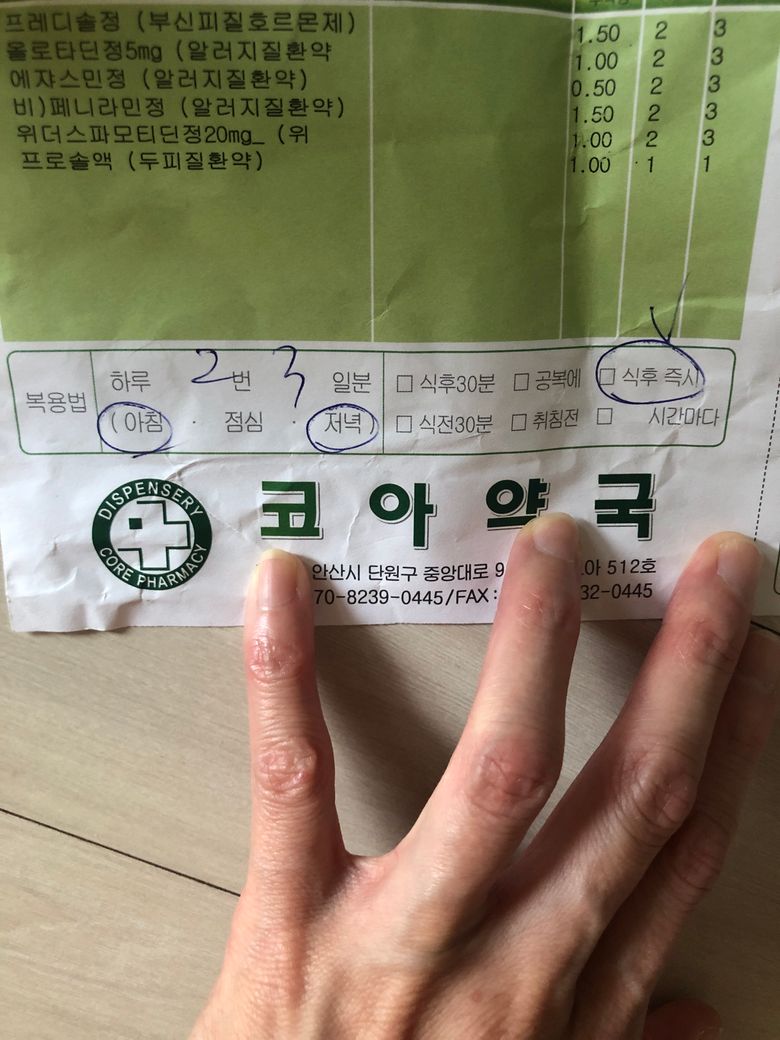 프레디솔정 (부신피질호르몬제) 1.50 2 3
올로타딘정5mg (알러지질환약 1.00 2 3
에쟈스민정 (알러지질환약) 0.50 2 3
비)페니라민정 (알러지질환약) 1.50 2 3
위더스파모티딘정20mg_ (위 1.00 2 3
프로솔액 (두피질환약) 1.00 1 1
복용법
하루 2 번 3 일분
(아침 · 점심 · 저녁)
□ 식후30분 □ 공복에 □ 식후 즉시
□ 식전30분 □ 취침전 □ 시간마다
DISPENSERY
CORE PHARMACY
코아약국
안산시 단원구 중앙대로 9 아 512호
70-8239-0445/FAX: 32-0445